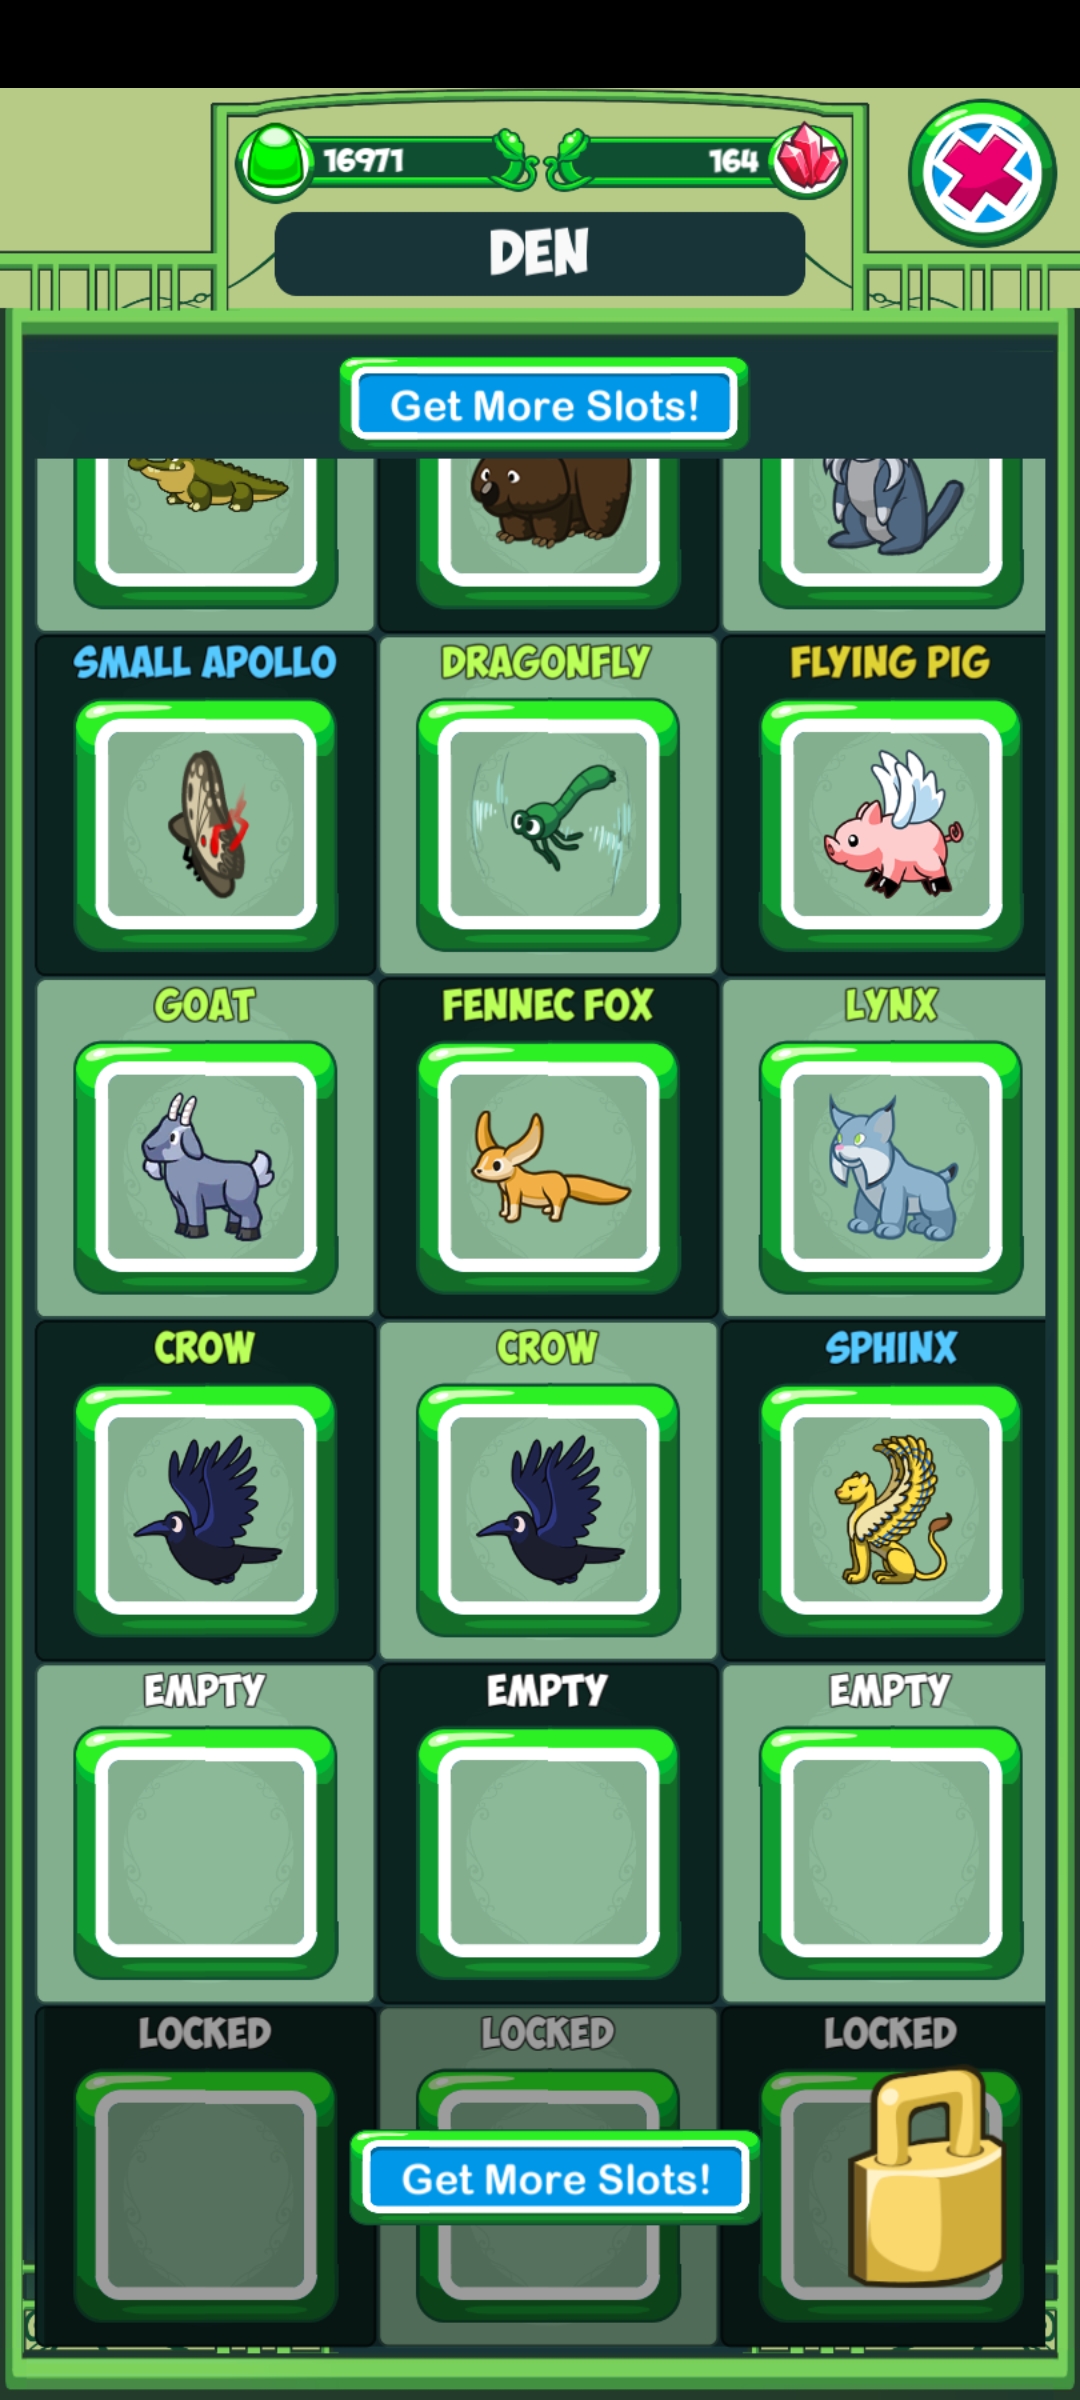 16971
164
DEN
Get More Slots!
SMALL APOLLO
DRAGONFLY
FLYING PIG
GOAT
FENNEC FOX
LYNX
CROW
CROW
SPHINX
EMPTY
EMPTY
EMPTY
LOCKED
LOCKED
LOCKED
Get More Slots!